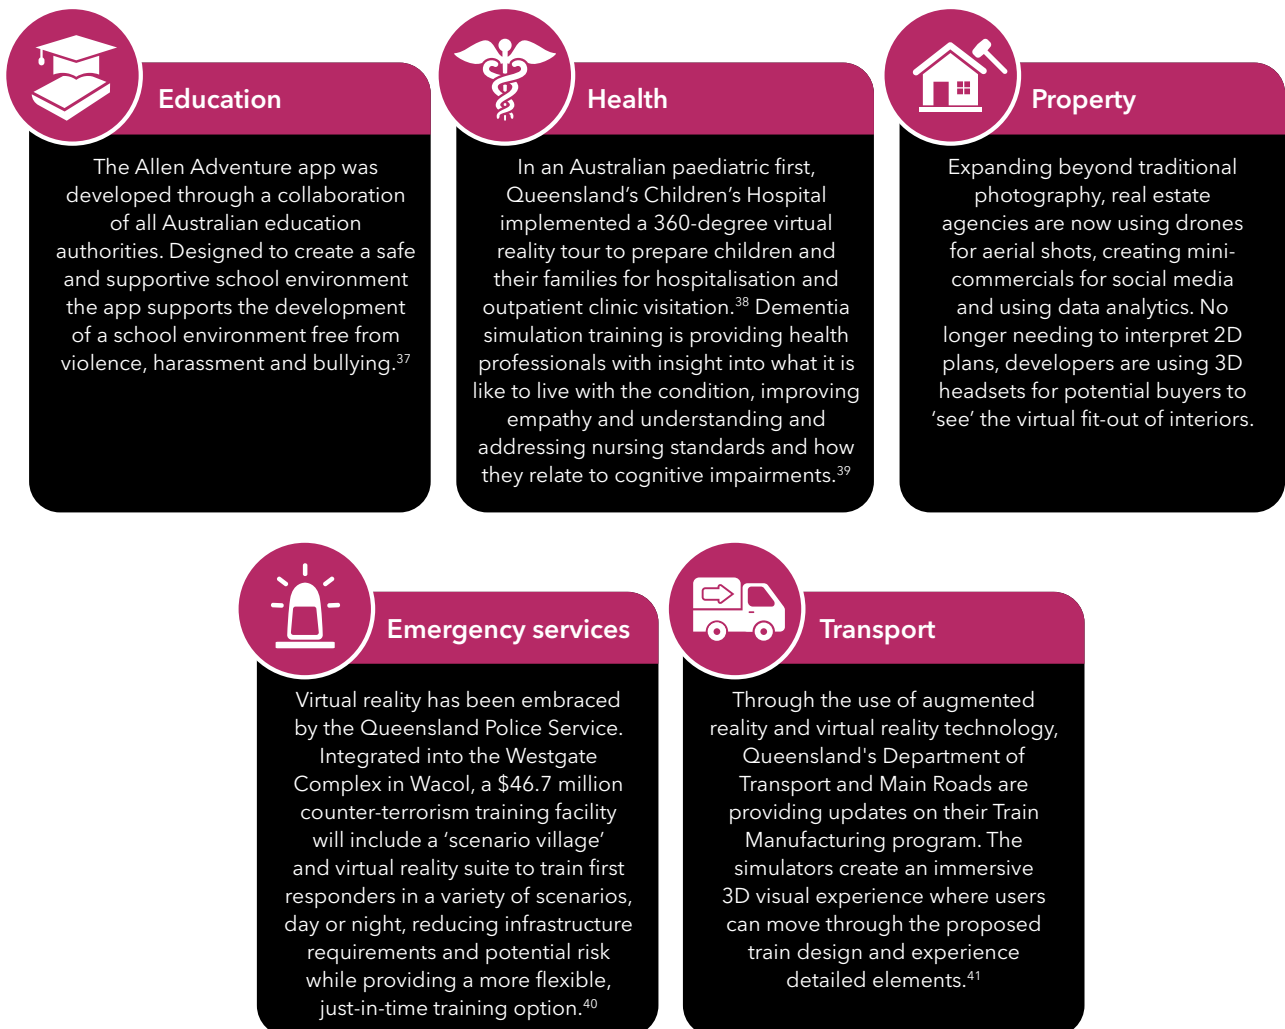 Education
The Allen Adventure app was
developed through a collaboration
of all Australian education
authorities. Designed to create a safe
and supportive school environment
the app supports the development
of a school environment free from
violence, harassment and bullying.37
Health
In an Australian paediatric first,
Queensland’s Children’s Hospital
implemented a 360-degree virtual
reality tour to prepare children and
their families for hospitalisation and
outpatient clinic visitation.38 Dementia
simulation training is providing health
professionals with insight into what it is
like to live with the condition, improving
empathy and understanding and
addressing nursing standards and how
they relate to cognitive impairments.39
Property
Expanding beyond traditional
photography, real estate
agencies are now using drones
for aerial shots, creating mini-
commercials for social media
and using data analytics. No
longer needing to interpret 2D
plans, developers are using 3D
headsets for potential buyers to
‘see’ the virtual fit-out of interiors.
Emergency services
Virtual reality has been embraced
by the Queensland Police Service.
Integrated into the Westgate
Complex in Wacol, a $46.7 million
counter-terrorism training facility
will include a ‘scenario village’
and virtual reality suite to train first
responders in a variety of scenarios,
day or night, reducing infrastructure
requirements and potential risk
while providing a more flexible,
just-in-time training option.40
Transport
Through the use of augmented
reality and virtual reality technology,
Queensland's Department of
Transport and Main Roads are
providing updates on their Train
Manufacturing program. The
simulators create an immersive
3D visual experience where users
can move through the proposed
train design and experience
detailed elements.41